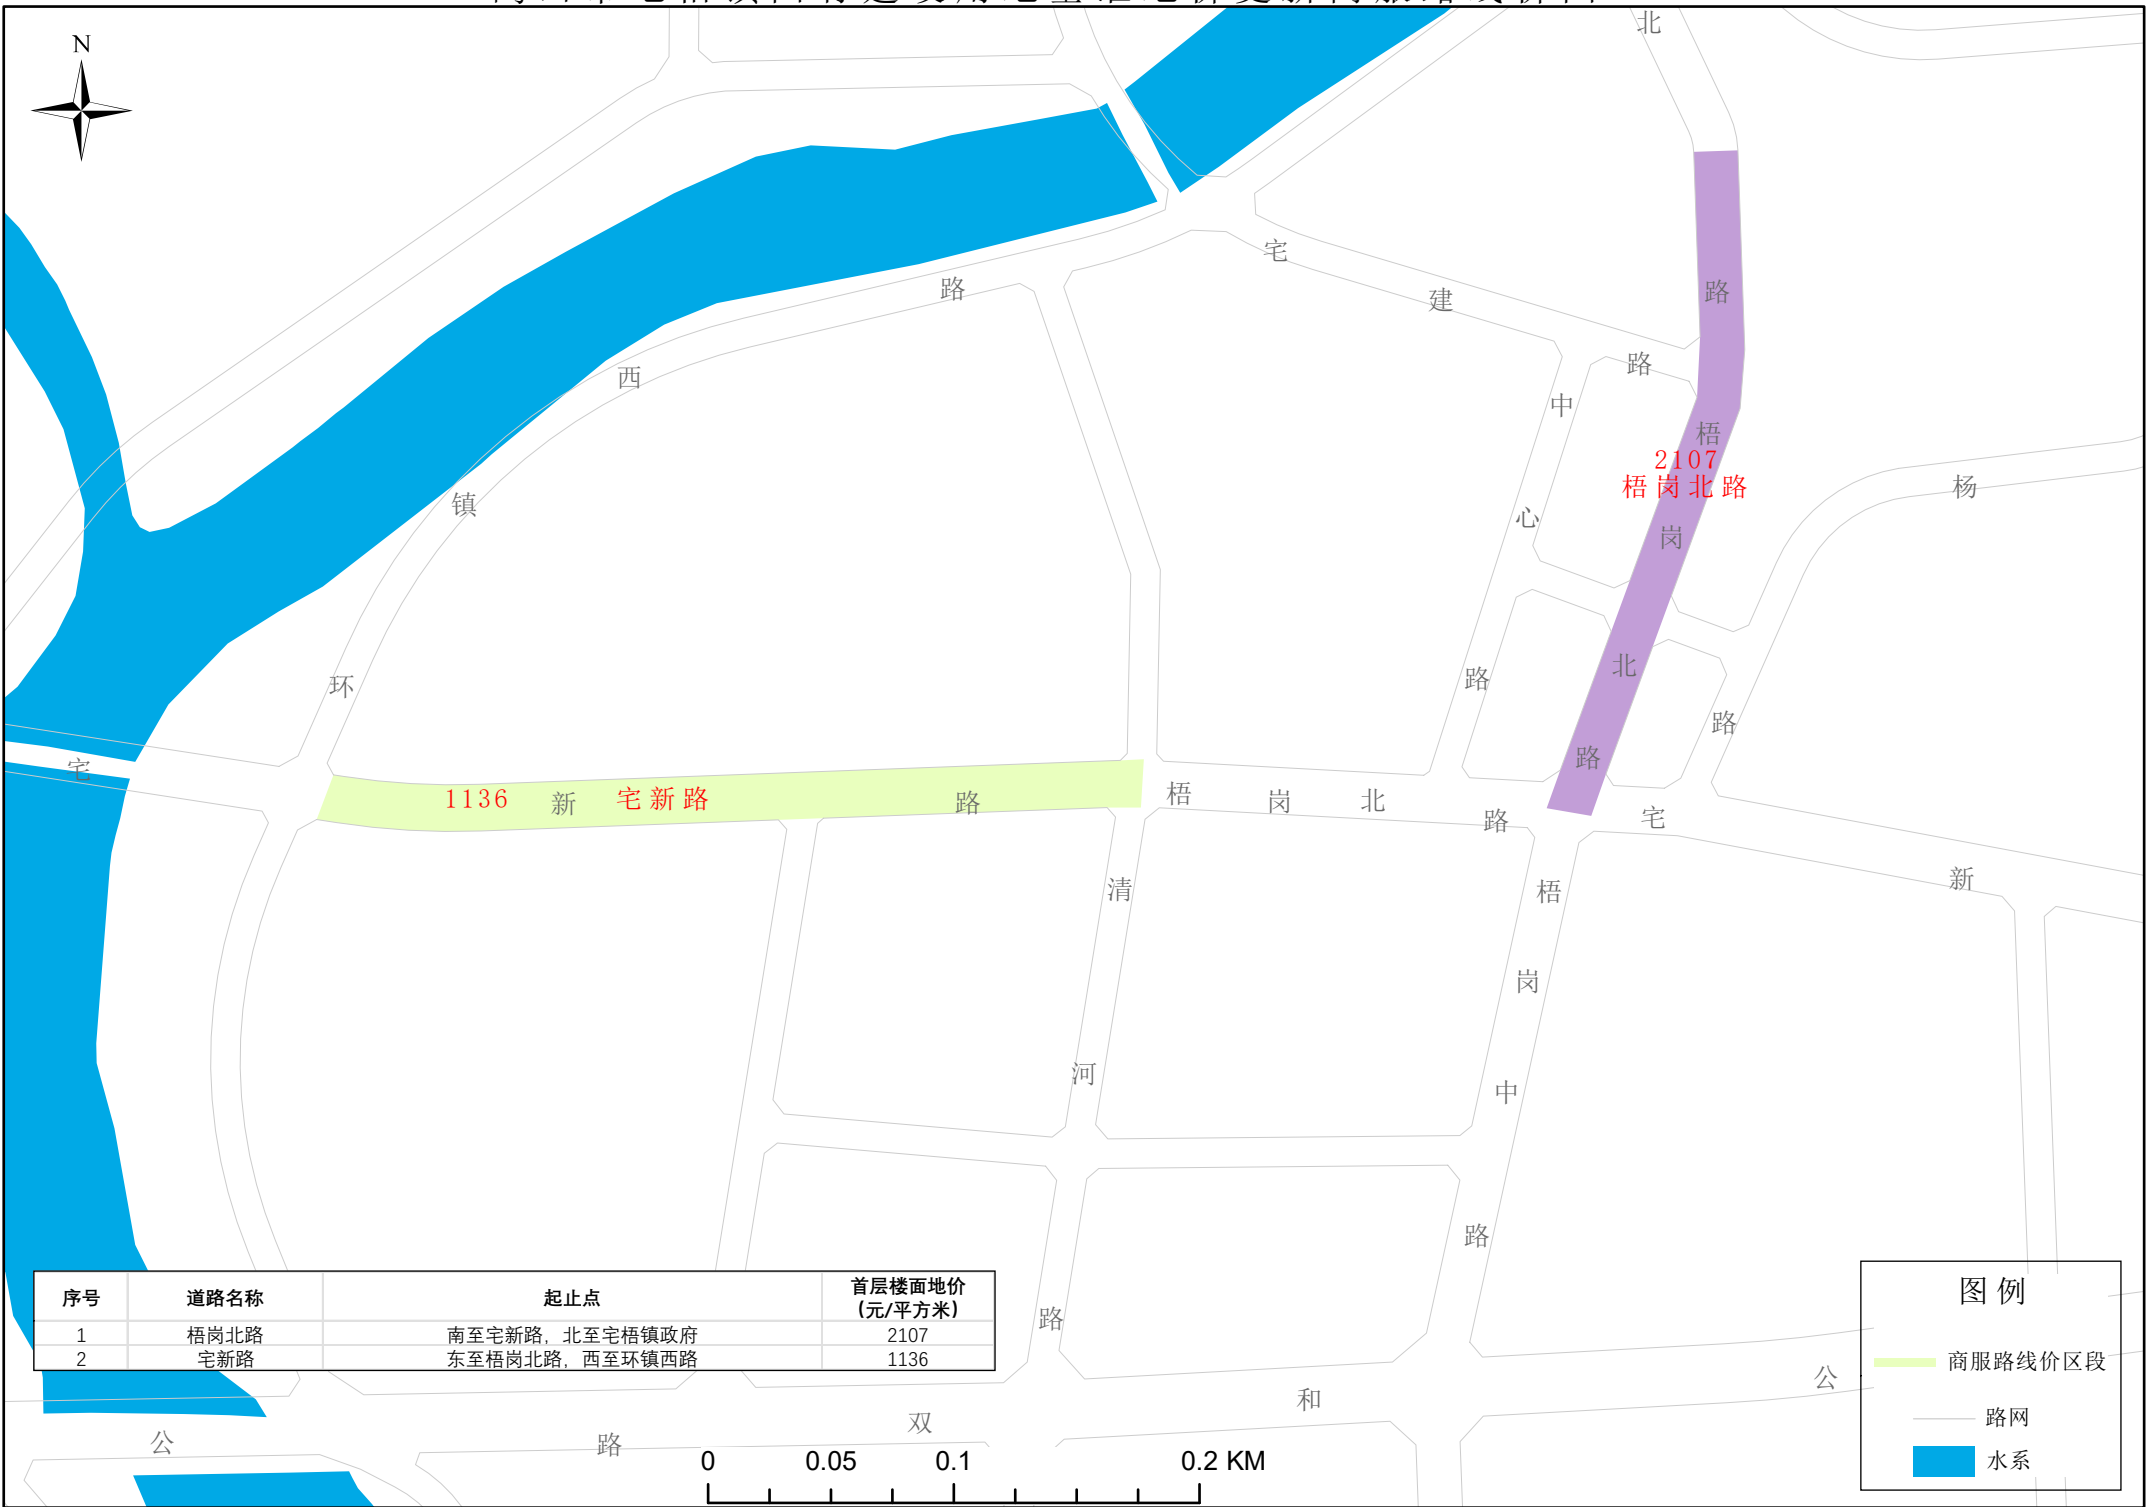 N
北
宅
路
建
路
西
路
中
梧
2107
梧岗北路
杨
镇
心
岗
北
环
路
路
路
宅
1136 新 宅新路 路
梧 岗 北 路
宅
新
清
梧
岗
河
中
路
路
序号 道路名称 起止点 首层楼面地价(元/平方米)
1 梧岗北路 南至宅新路，北至宅梧镇政府 2107
2 宅新路 东至梧岗北路，西至环镇西路 1136
图例
商服路线价区段
路网
水系
公
和
双
路
公
0 0.05 0.1 0.2 KM